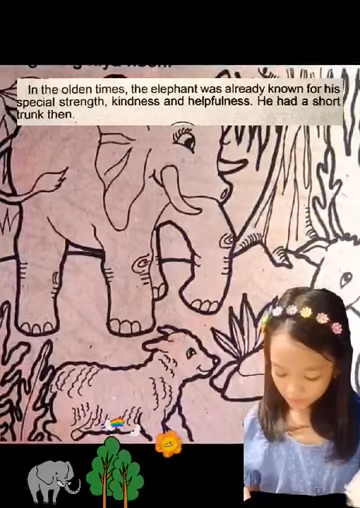 In the olden times, the elephant was already known for his
special strength, kindness and helpfulness. He had a short
trunk then.